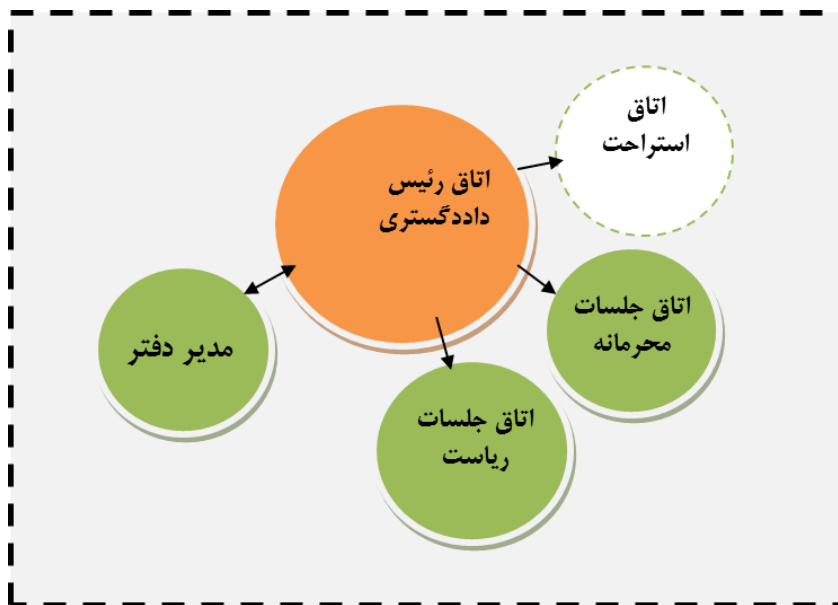 اتاق
استراحت
اتاق رئیس
داددگستری
اتاق جلسات
محرمانه
مدیر دفتر
اتاق جلسات
ریاست